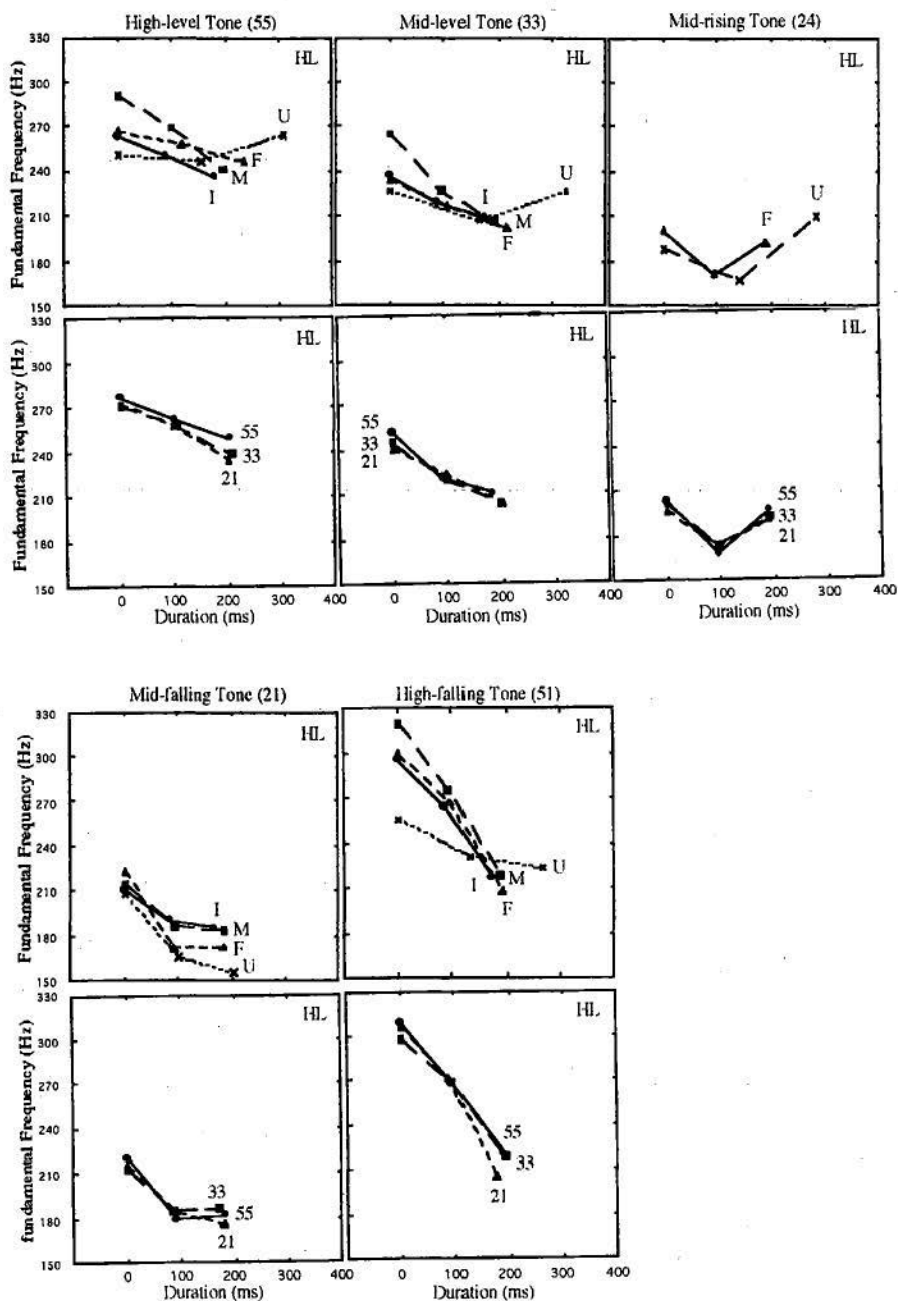 High-level Tone (55) Mid-level Tone (33) Mid-rising Tone (24)
Fundamental Frequency (Hz)
330
300
270
240
210
180
150
HL
U
F
M
I
HL
U
I
M
F
HL
F
U
Fundamental Frequency (Hz)
330
300
270
240
210
180
150
HL
55
33
21
HL
55
33
21
HL
55
33
21
0 100 200 300 400 0 100 200 300 400 0 100 200 300 400
Duration (ms) Duration (ms) Duration (ms)
Mid-falling Tone (21) High-falling Tone (51)
Fundamental Frequency (Hz)
330
300
270
240
210
180
150
HL
I
M
F
U
HL
U
I
M
F
fundamental Frequency (Hz)
330
300
270
240
210
180
150
HL
33
55
21
HL
55
33
21
0 100 200 300 400 0 100 200 300 400
Duration (ms) Duration (ms)